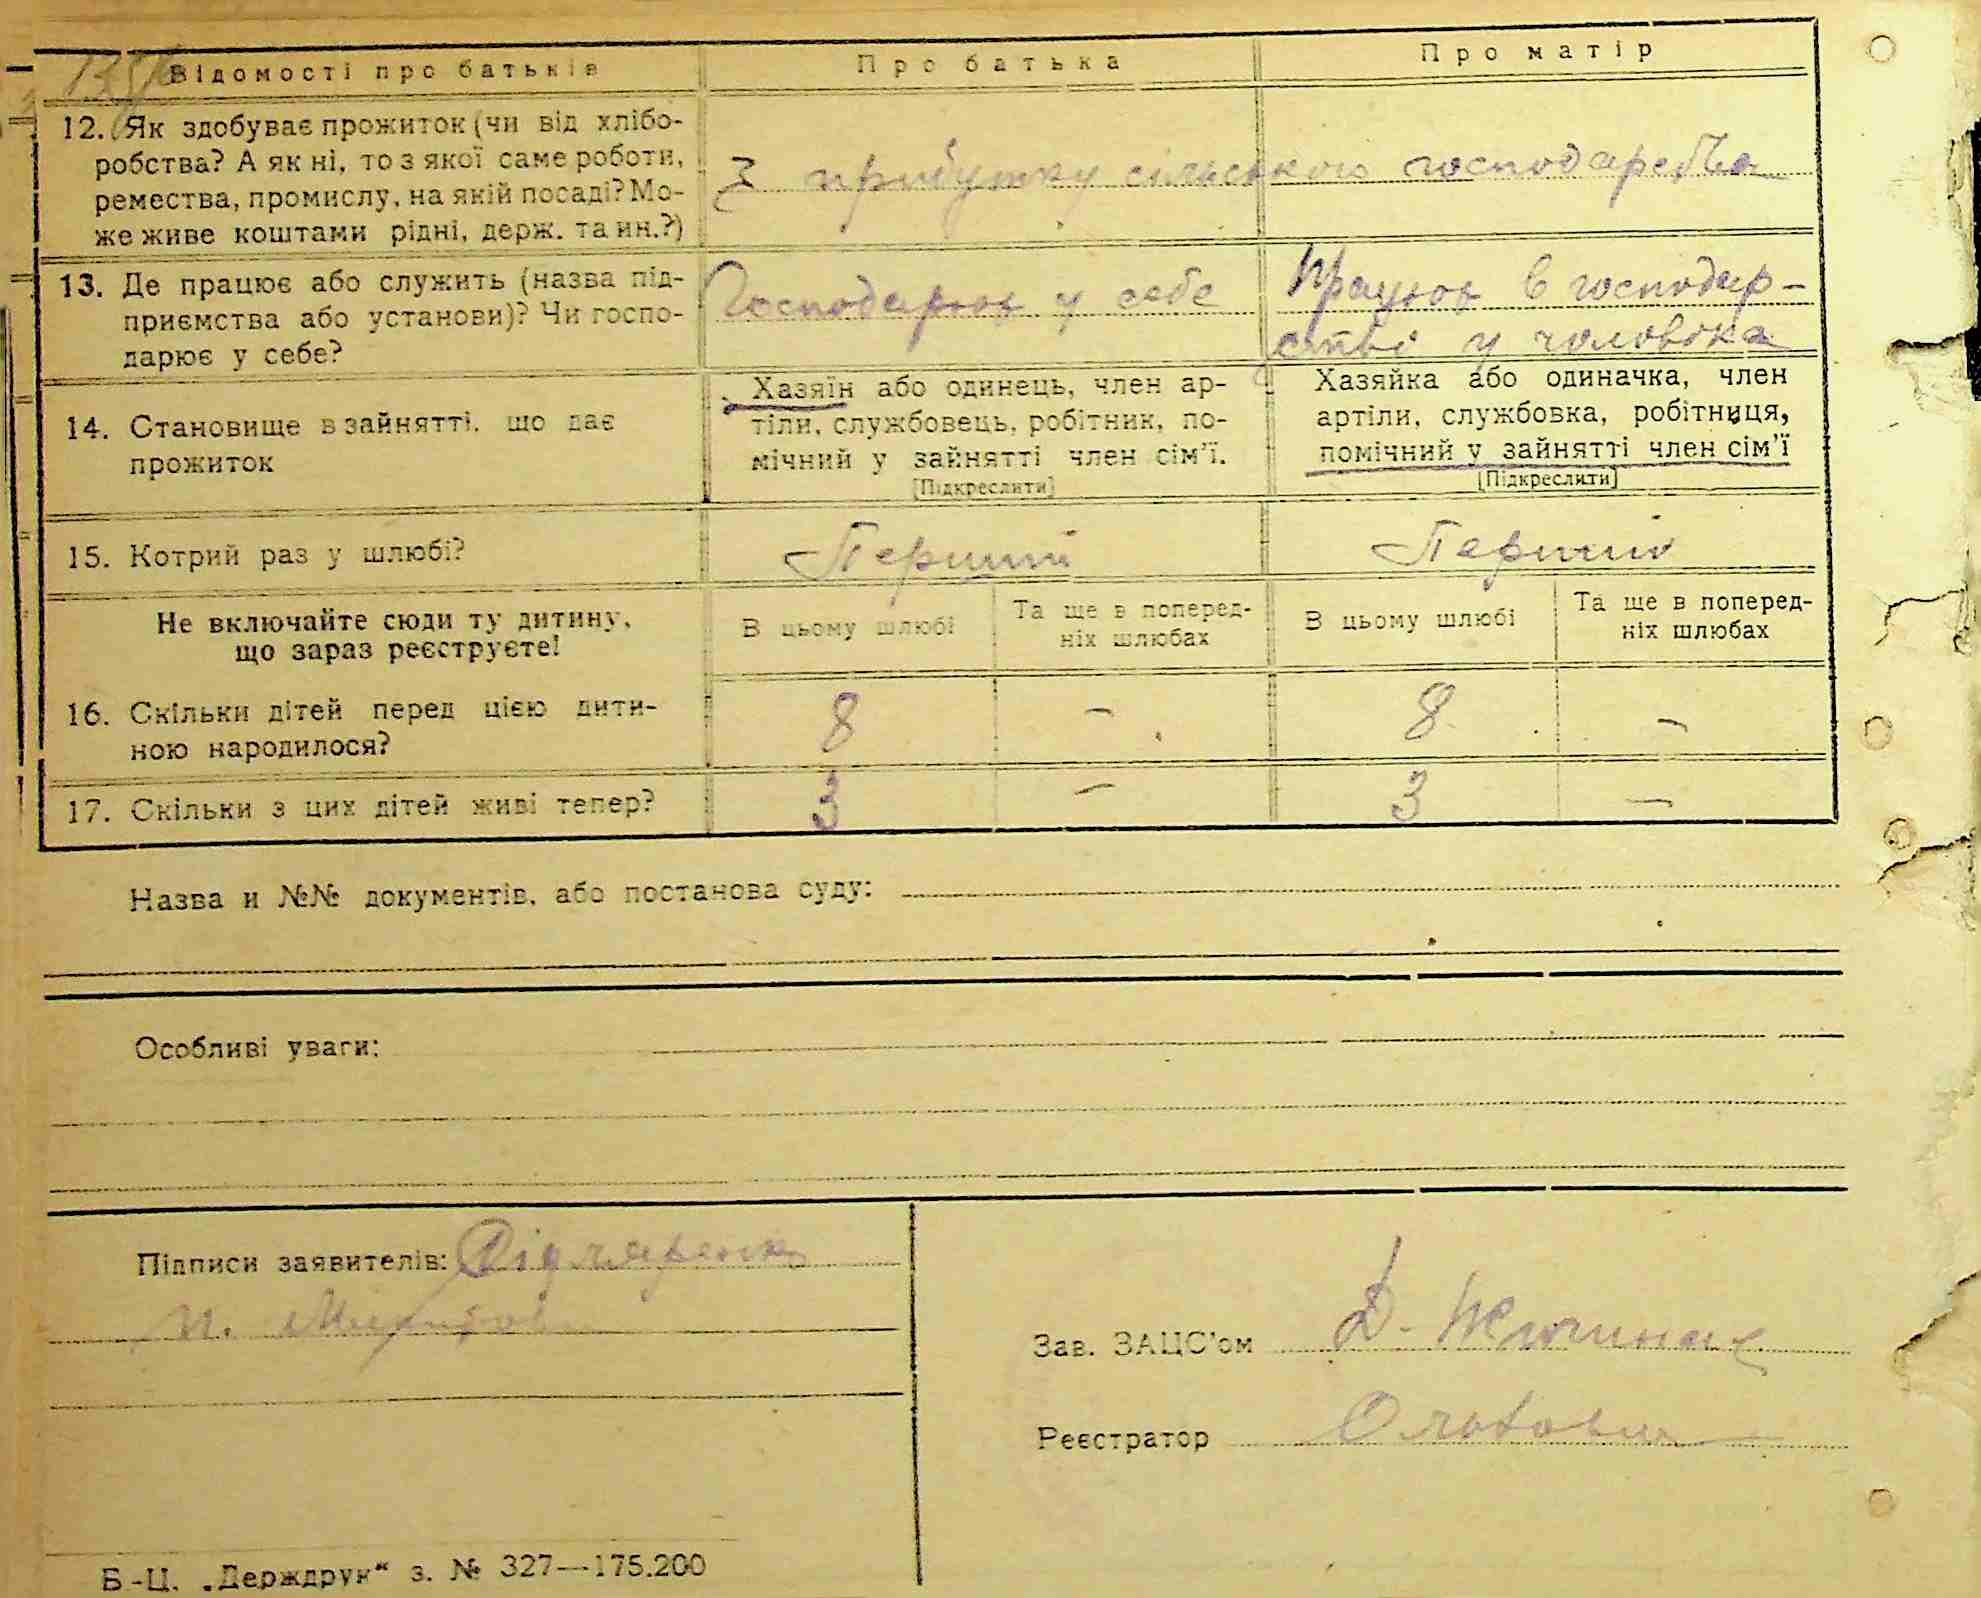 Відомості про батьків
Про батька
Про матір
12. Як здобуває прожиток (чи від хлібо-
робства? А як ні, то з якої саме роботи,
ремества, промислу, на якій посаді? Мо-
же живе коштами рідні, держ. та ин.?)
З прибутку сільського господарства
13. Де працює або служить (назва під-
приємства або установи)? Чи госпо-
дарює у себе?
Господарює у себе
Працює в господар-
стві у чоловіка
14. Становище в зайнятті, що дає
прожиток
Хазяїн або одинець, член ар-
тіли, службовець, робітник, по-
мічний у зайнятті член сім'ї.
[Підкреслити]
Хазяйка або одиначка, член
артіли, службовка, робітниця,
помічний у зайнятті член сім'ї
[Підкреслити]
15. Котрий раз у шлюбі?
Перший
Перший
Не включайте сюди ту дитину,
що зараз реєструєте!
В цьому шлюбі
Та ще в поперед-
ніх шлюбах
В цьому шлюбі
Та ще в поперед-
ніх шлюбах
16. Скільки дітей перед цією дити-
ною народилося?
8 – 8 –
17. Скільки з цих дітей живі тепер?
3 – 3 –
Назва и №№ документів, або постанова суду:
Особливі уваги:
Підписи заявителів:
Зав. ЗАЦС'ом Д.
Реєстратор
Б-Ц. „Держдрук“ з. № 327—175.200